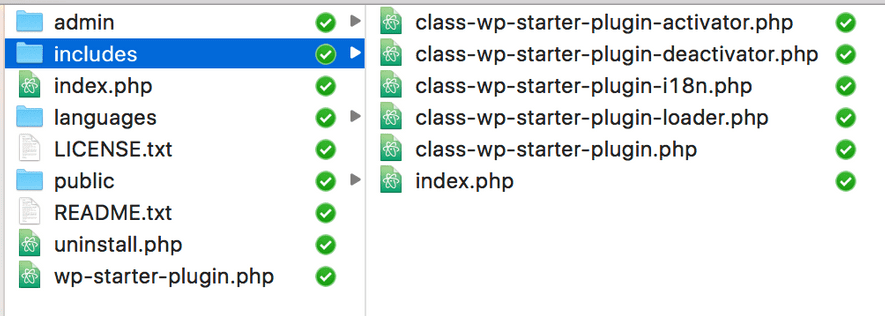 admin
includes
index.php
languages
LICENSE.txt
public
README.txt
uninstall.php
wp-starter-plugin.php
class-wp-starter-plugin-activator.php
class-wp-starter-plugin-deactivator.php
class-wp-starter-plugin-i18n.php
class-wp-starter-plugin-loader.php
class-wp-starter-plugin.php
index.php